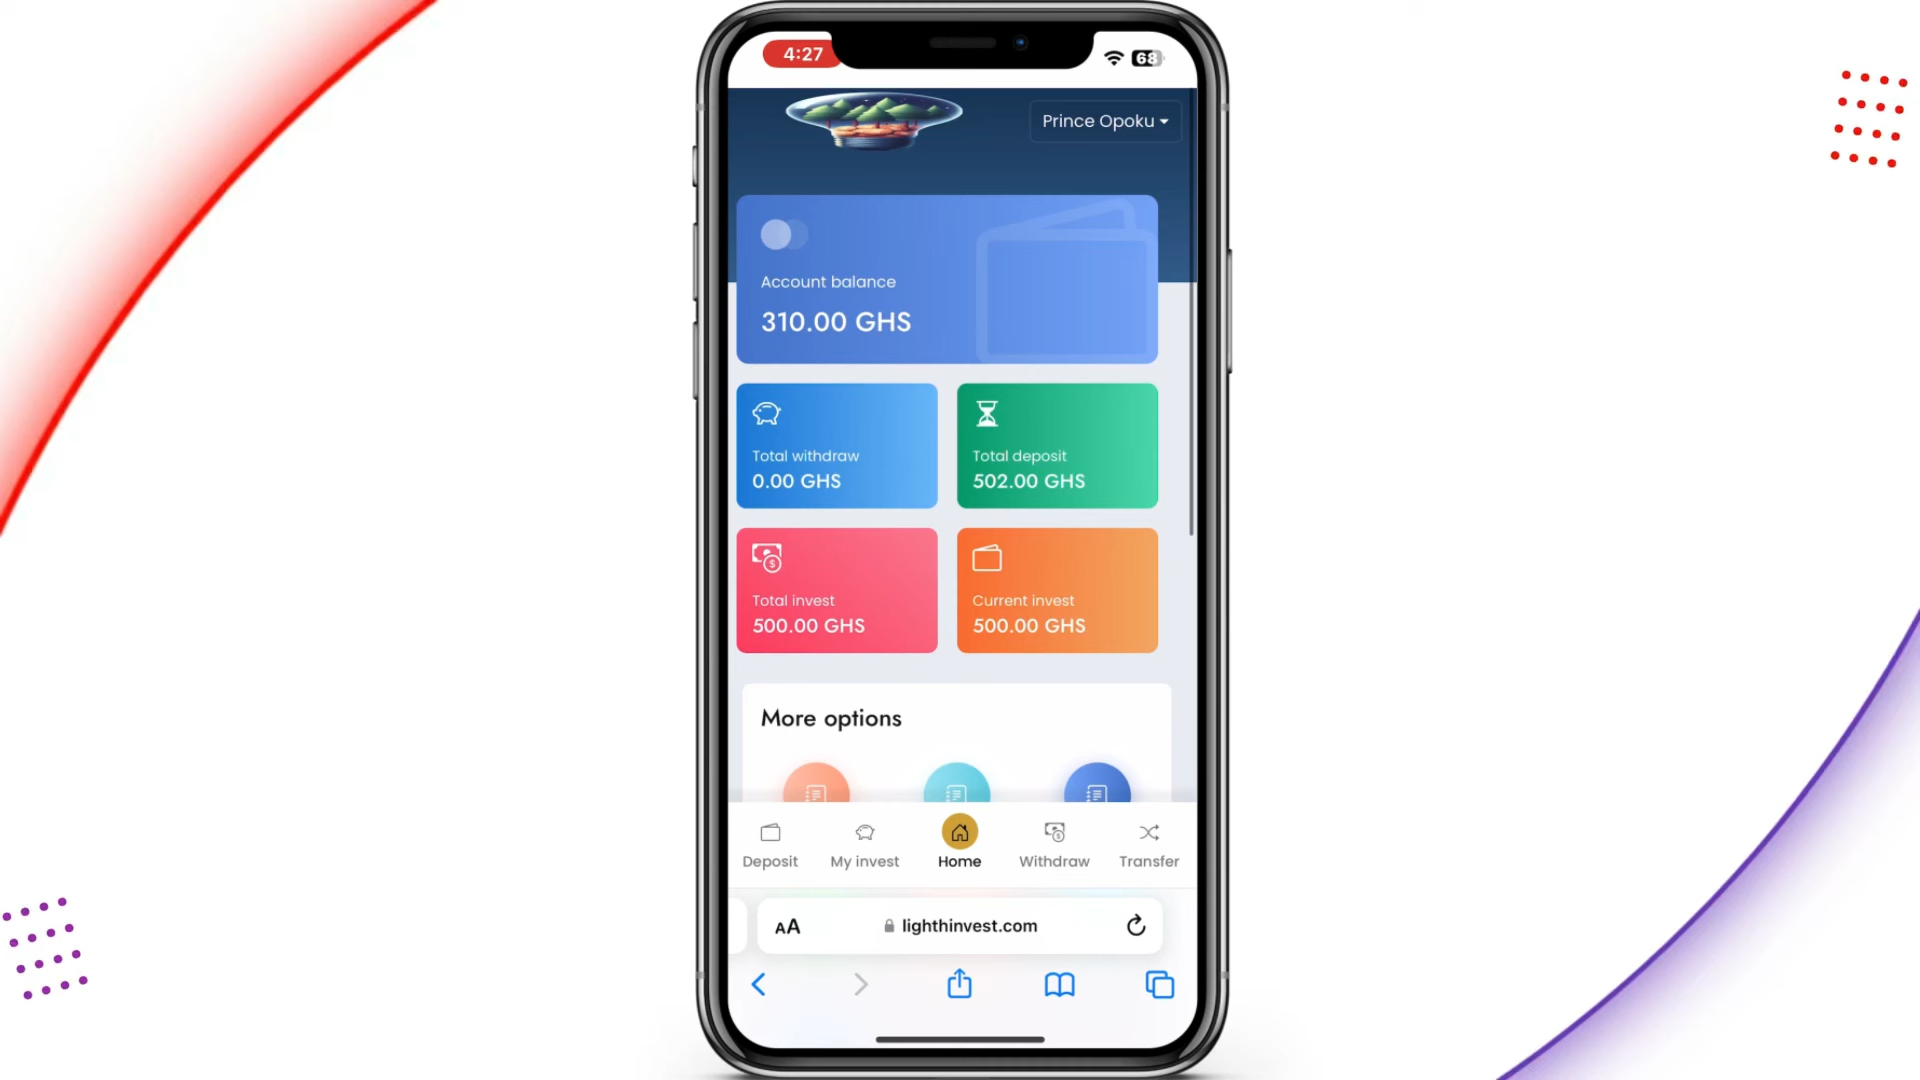 4:27
68
Prince Opoku
Account balance
310.00 GHS
Total withdraw
0.00 GHS
Total deposit
502.00 GHS
Total invest
500.00 GHS
Current invest
500.00 GHS
More options
Deposit
My invest
Home
Withdraw
Transfer
AA
lighthinvest.com